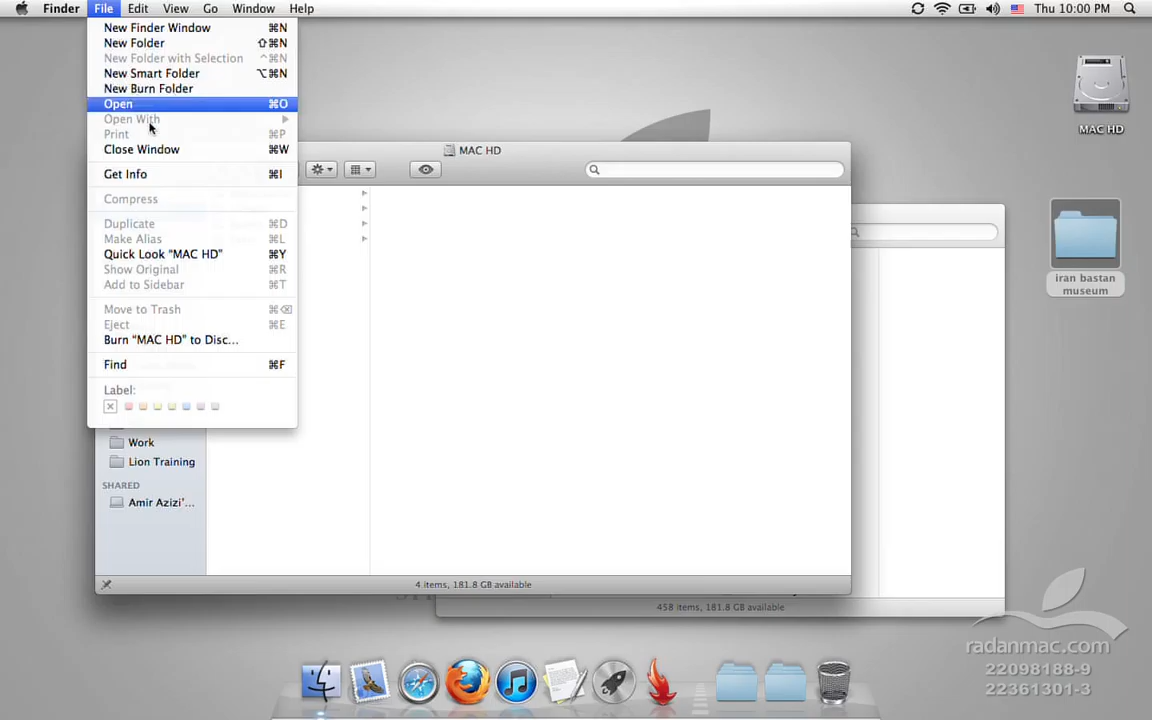 Finder File Edit View Go Window Help Thu 10:00 PM
New Finder Window ⌘N
New Folder ⇧⌘N
New Folder with Selection ^⌘N
New Smart Folder ⌥⌘N
New Burn Folder
Open ⌘O
Open With
Print ⌘P
Close Window ⌘W
Get Info ⌘I
Compress
Duplicate ⌘D
Make Alias ⌘L
Quick Look “MAC HD” ⌘Y
Show Original ⌘R
Add to Sidebar ⌘T
Move to Trash ⌘⌫
Eject ⌘E
Burn “MAC HD” to Disc...
Find ⌘F
Label:
Work
Lion Training
SHARED
Amir Azizi'...
MAC HD
4 items, 181.8 GB available
458 items, 181.8 GB available
MAC HD
iran bastan
museum
radanmac.com
22098188-9
22361301-3